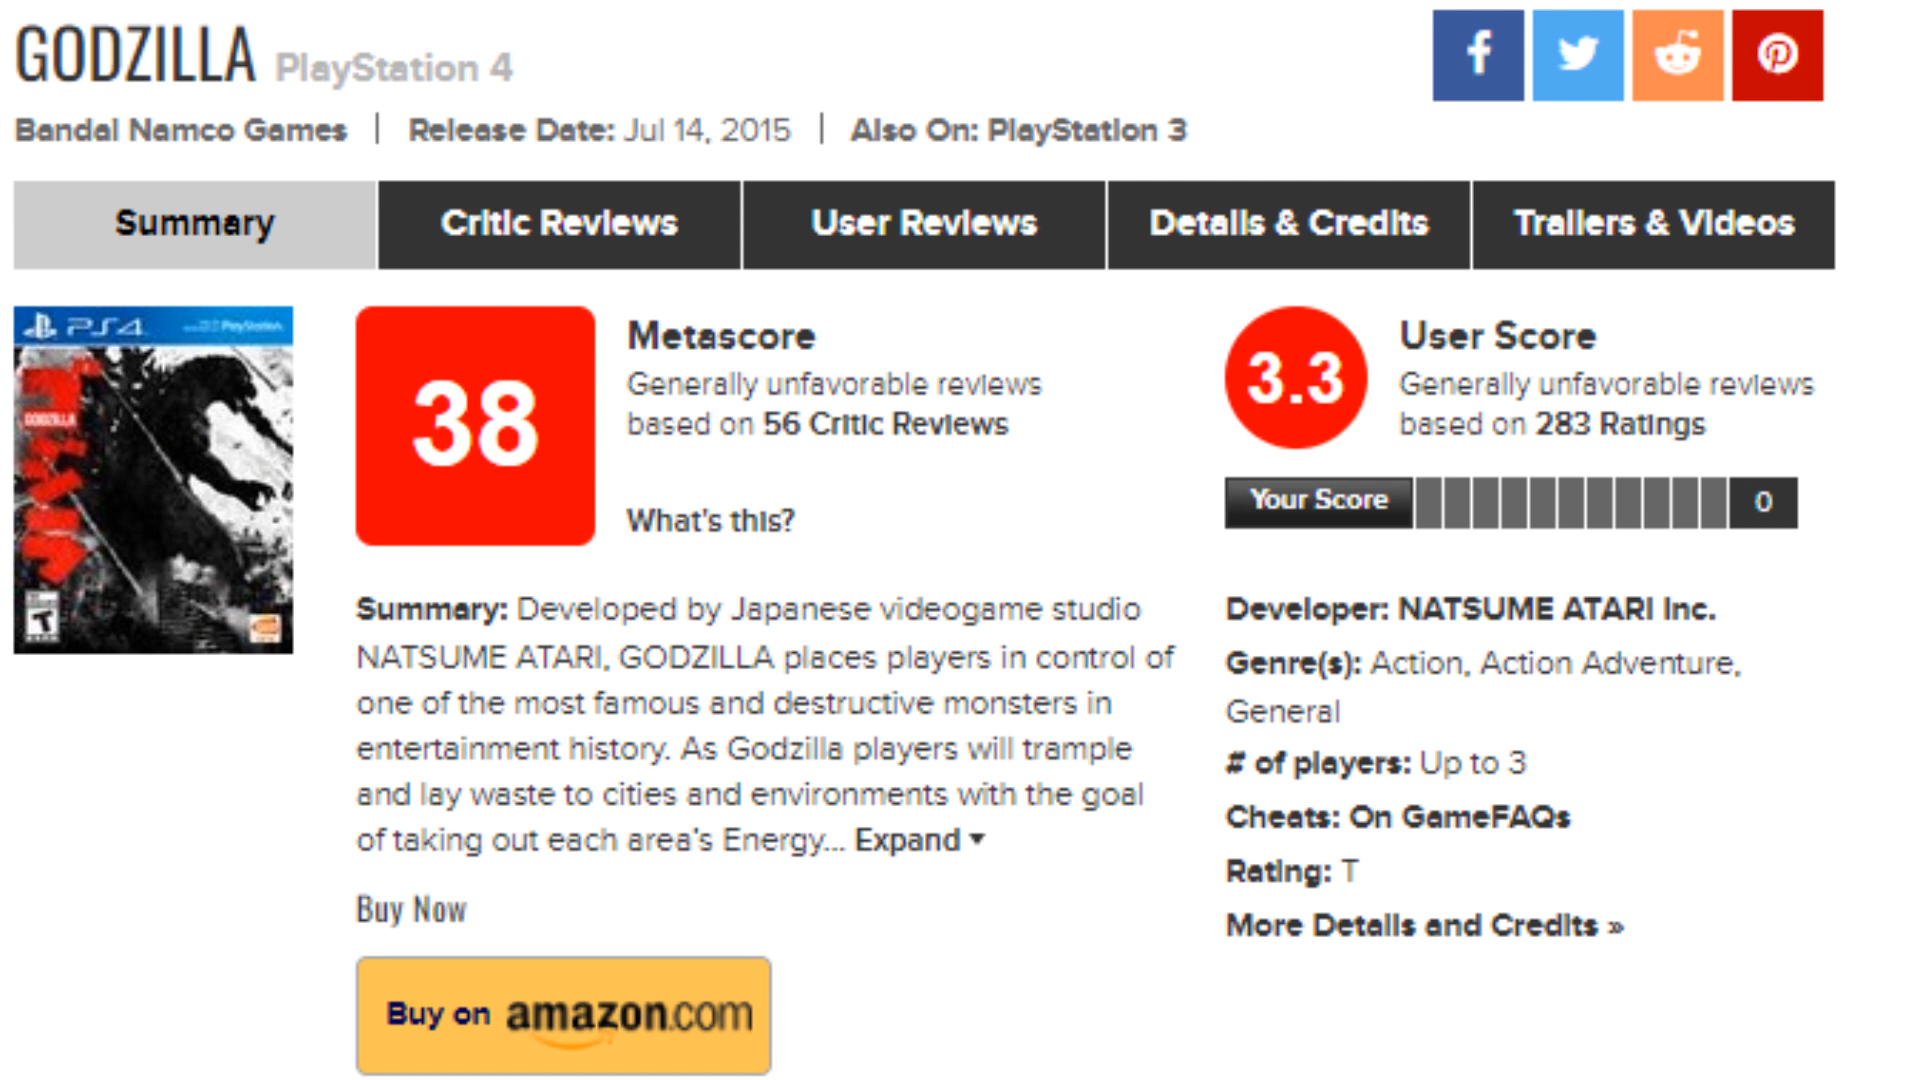 GODZILLA PlayStation 4
Bandai Namco Games | Release Date: Jul 14, 2015 | Also On: PlayStation 3
Summary Critic Reviews User Reviews Details & Credits Trailers & Videos
PS4 PlayStation
GODZILLA
T
38
Metascore
Generally unfavorable reviews
based on 56 Critic Reviews
What's this?
3.3
User Score
Generally unfavorable reviews
based on 283 Ratings
Your Score 0
Summary: Developed by Japanese videogame studio
NATSUME ATARI, GODZILLA places players in control of
one of the most famous and destructive monsters in
entertainment history. As Godzilla players will trample
and lay waste to cities and environments with the goal
of taking out each area's Energy... Expand
Buy Now
Buy on amazon.com
Developer: NATSUME ATARI Inc.
Genre(s): Action, Action Adventure,
General
# of players: Up to 3
Cheats: On GameFAQs
Rating: T
More Details and Credits »